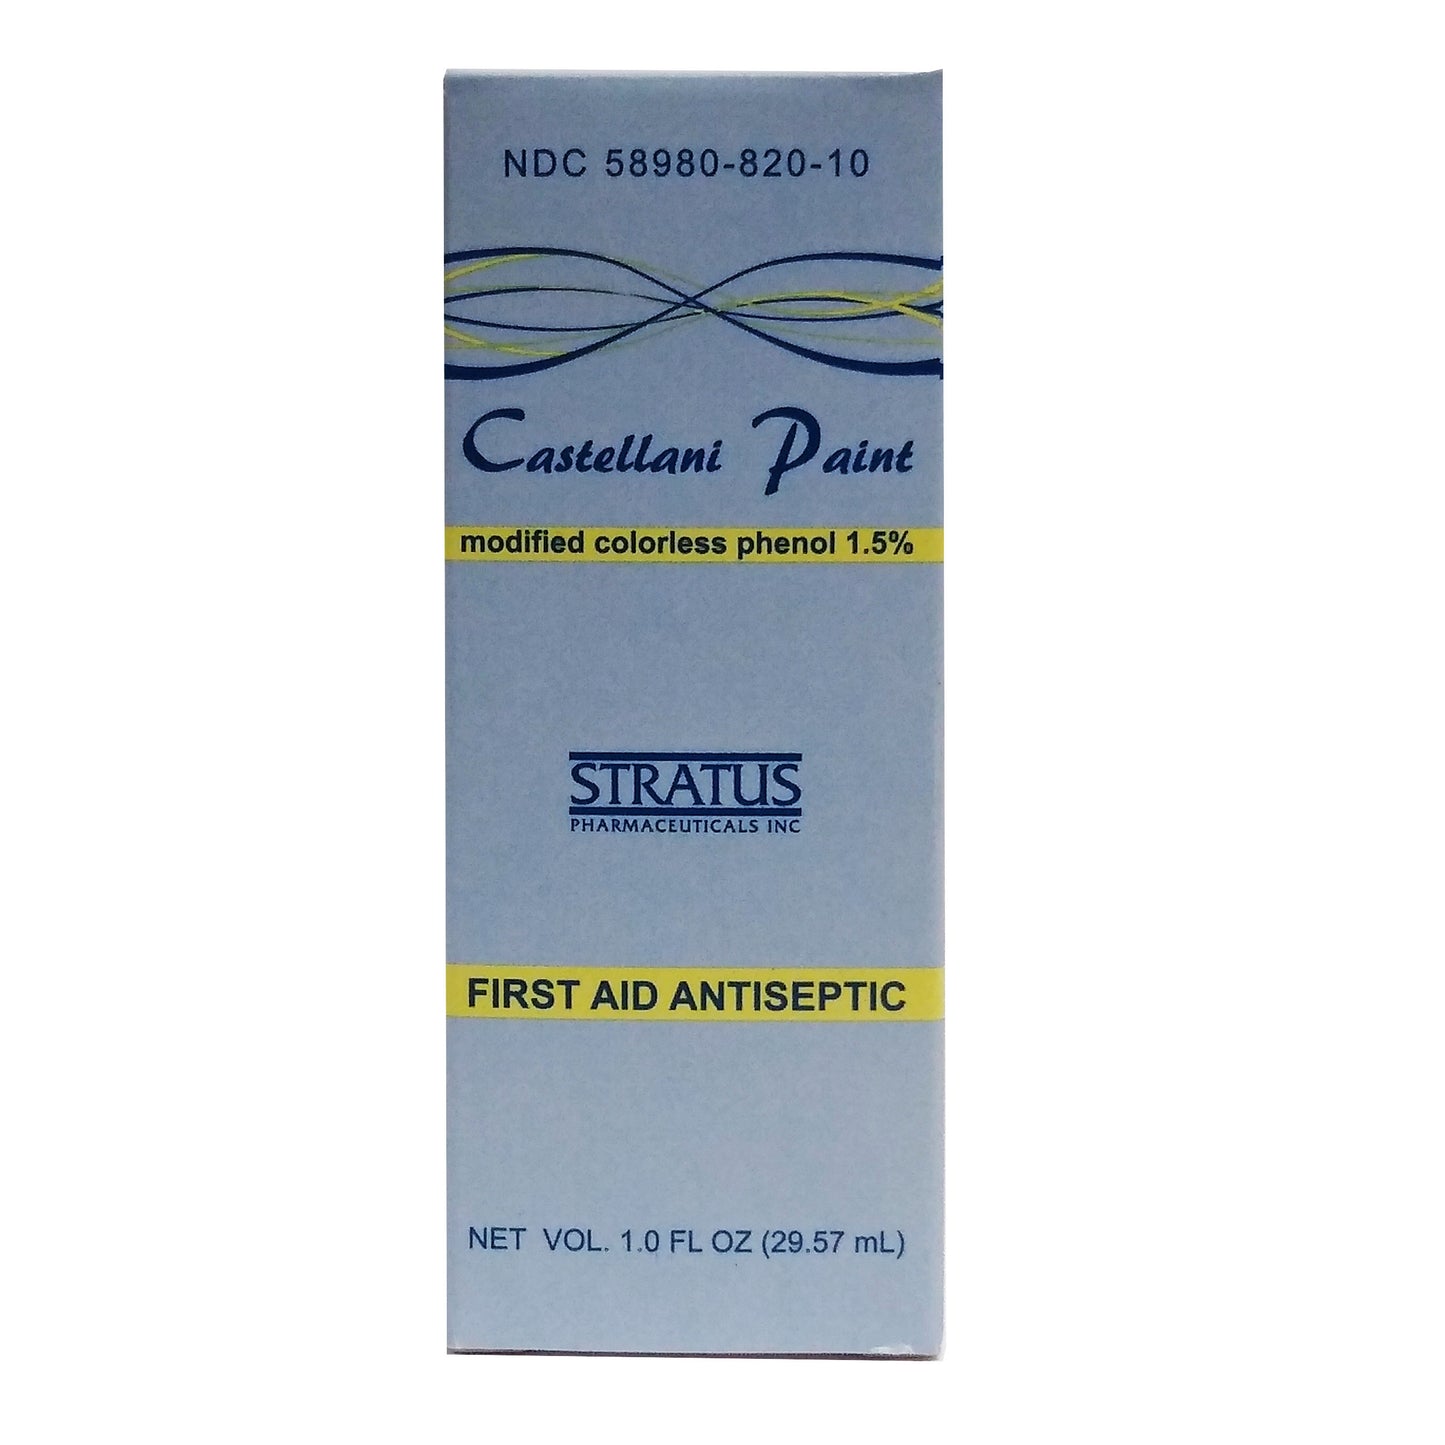 NDC 58980-820-10
Castellani Paint
modified colorless phenol 1.5%
STRATUS
PHARMACEUTICALS INC
FIRST AID ANTISEPTIC
NET VOL. 1.0 FL OZ (29.57 mL)